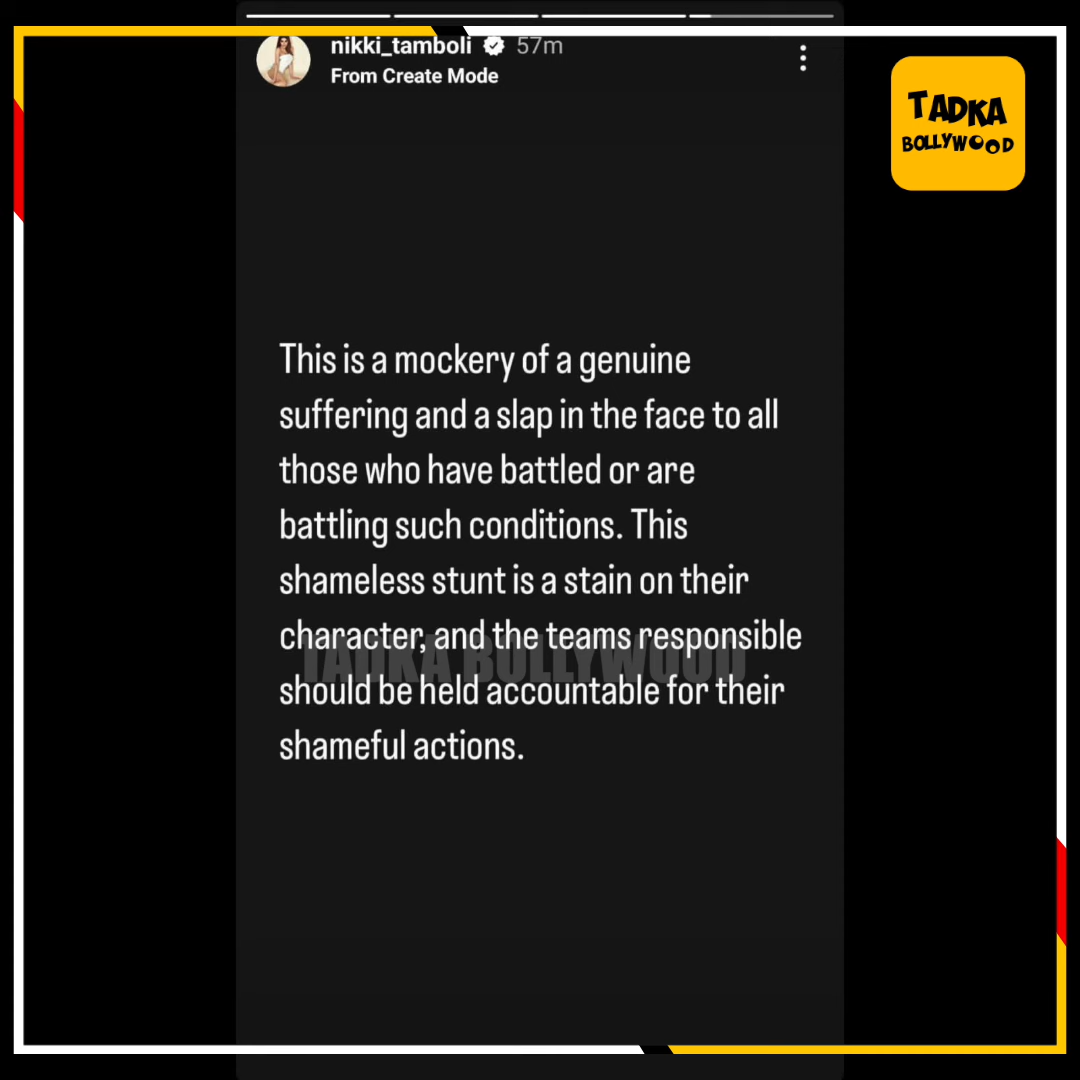 nikki_tamboli 57m
From Create Mode
TADKA
BOLLYWOOD
This is a mockery of a genuine
suffering and a slap in the face to all
those who have battled or are
battling such conditions. This
shameless stunt is a stain on their
character, and the teams responsible
TADKA BOLLYWOOD
should be held accountable for their
shameful actions.